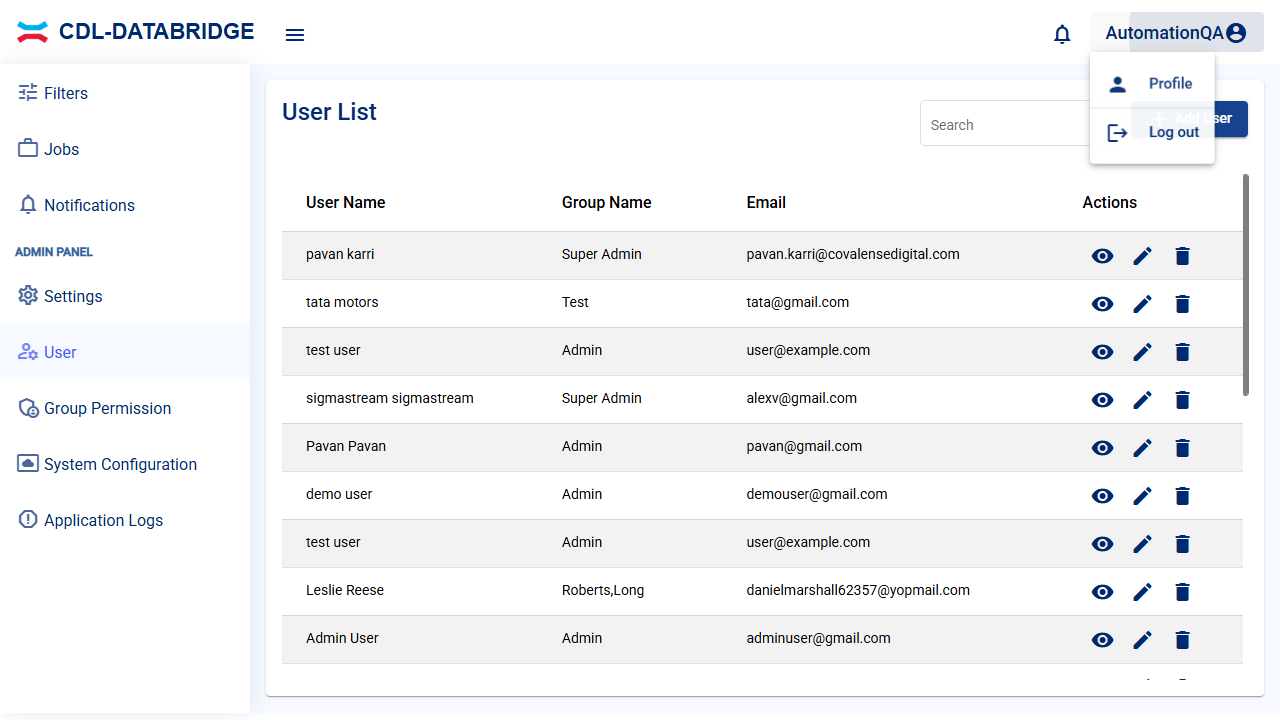 CDL-DATABRIDGE
AutomationQA
Profile
Log out
Filters
Jobs
Notifications
ADMIN PANEL
Settings
User
Group Permission
System Configuration
Application Logs
User List
Search
Add User
User Name Group Name Email Actions
pavan karri Super Admin pavan.karri@covalensedigital.com
tata motors Test tata@gmail.com
test user Admin user@example.com
sigmastream sigmastream Super Admin alexv@gmail.com
Pavan Pavan Admin pavan@gmail.com
demo user Admin demouser@gmail.com
test user Admin user@example.com
Leslie Reese Roberts,Long danielmarshall62357@yopmail.com
Admin User Admin adminuser@gmail.com